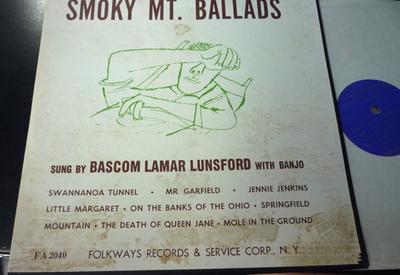 SMOKY MT. BALLADS
SUNG BY BASCOM LAMAR LUNSFORD WITH BANJO
SWANNANOA TUNNEL • MR. GARFIELD • JENNIE JENKINS
LITTLE MARGARET • ON THE BANKS OF THE OHIO • SPRINGFIELD
MOUNTAIN • THE DEATH OF QUEEN JANE • MOLE IN THE GROUND
FA 2040 FOLKWAYS RECORDS & SERVICE CORP., N. Y.